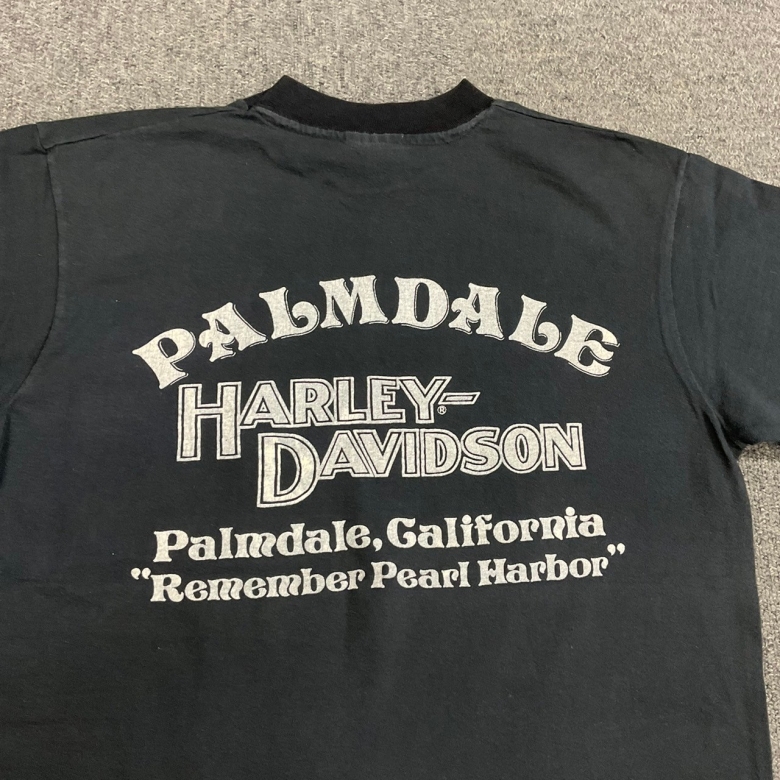 PALMDALE
HARLEY-
DAVIDSON
®
Palmdale, California
"Remember Pearl Harbor"